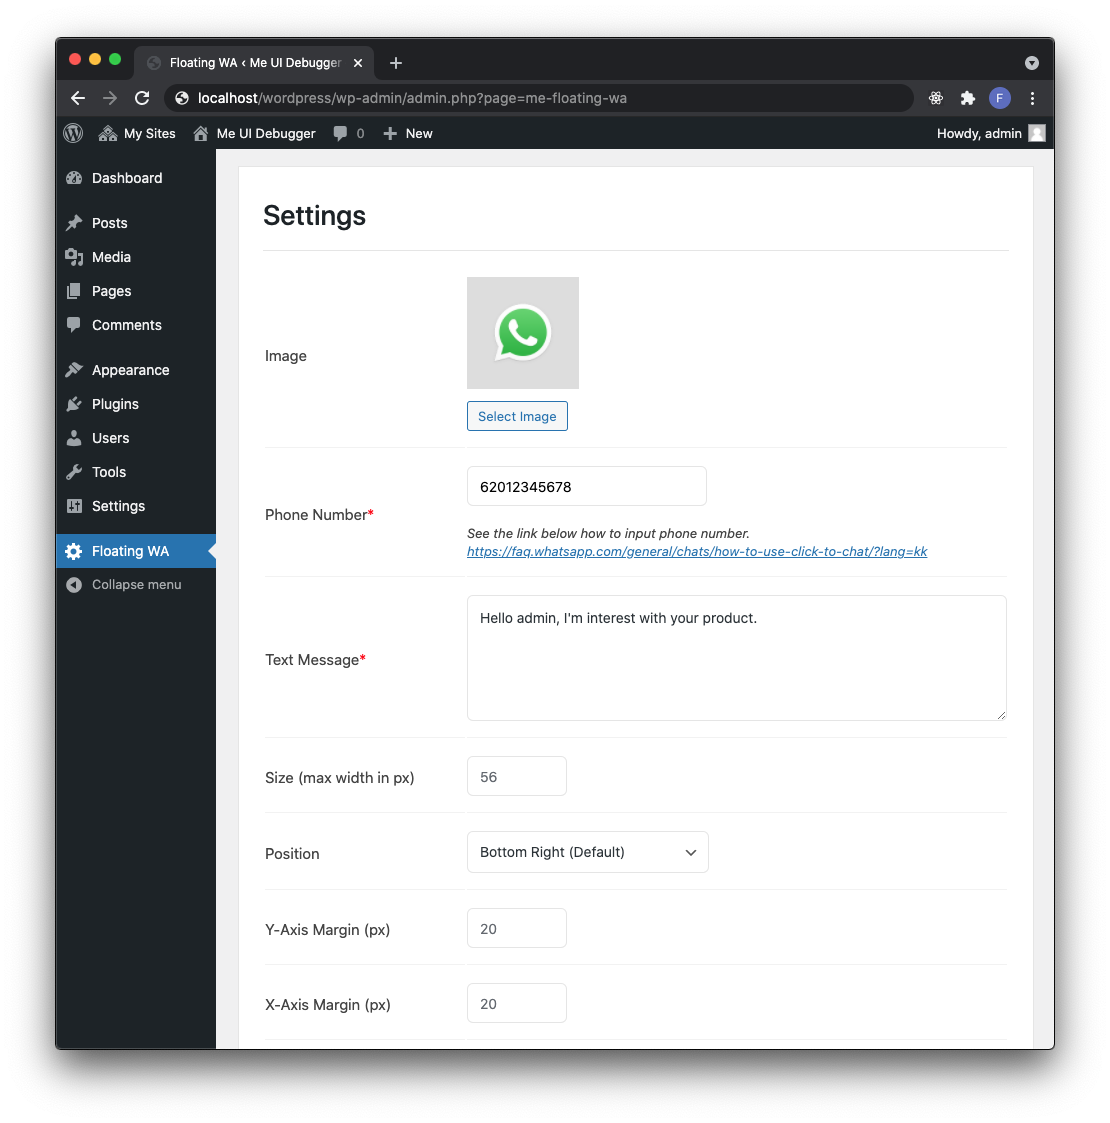 Floating WA ‹ Me UI Debugger
localhost/wordpress/wp-admin/admin.php?page=me-floating-wa
F
My Sites
Me UI Debugger
0
New
Howdy, admin
Dashboard
Posts
Media
Pages
Comments
Appearance
Plugins
Users
Tools
Settings
Floating WA
Collapse menu
Settings
Image
Select Image
Phone Number*
62012345678
See the link below how to input phone number.
https://faq.whatsapp.com/general/chats/how-to-use-click-to-chat/?lang=kk
Text Message*
Hello admin, I'm interest with your product.
Size (max width in px)
56
Position
Bottom Right (Default)
Y-Axis Margin (px)
20
X-Axis Margin (px)
20